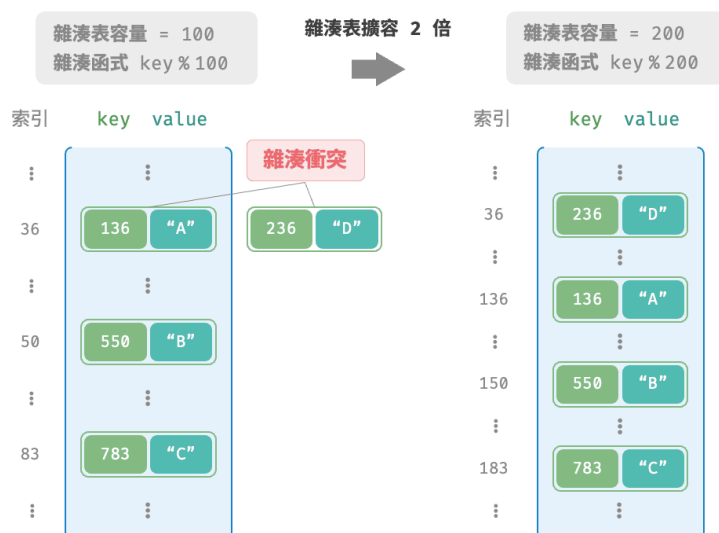 雜湊表容量 = 100
雜湊函式 key % 100
雜湊表擴容 2 倍
雜湊表容量 = 200
雜湊函式 key % 200
索引 key value
雜湊衝突
36 136 “A” 236 “D”
50 550 “B”
83 783 “C”
索引 key value
36 236 “D”
136 136 “A”
150 550 “B”
183 783 “C”